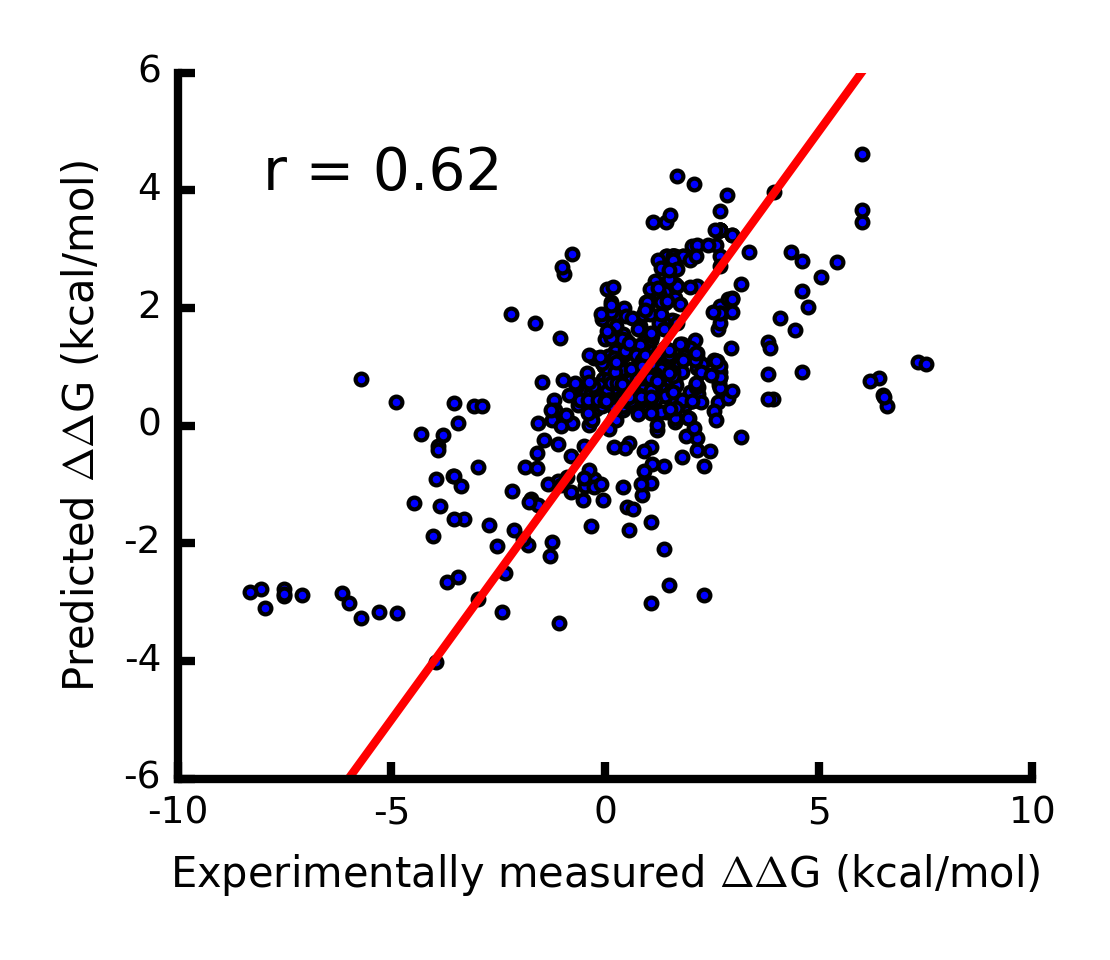 6
4
2
0
-2
-4
-6
r = 0.62
Predicted ΔΔG (kcal/mol)
-10 -5 0 5 10
Experimentally measured ΔΔG (kcal/mol)